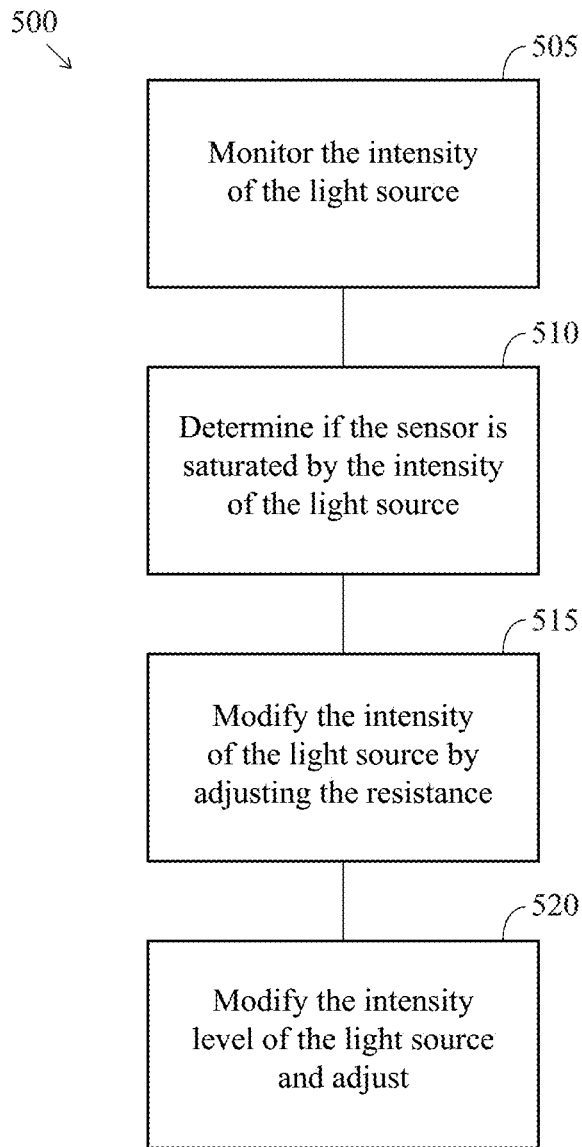 500
505
Monitor the intensity
of the light source
510
Determine if the sensor is
saturated by the intensity
of the light source
515
Modify the intensity
of the light source by
adjusting the resistance
520
Modify the intensity
level of the light source
and adjust